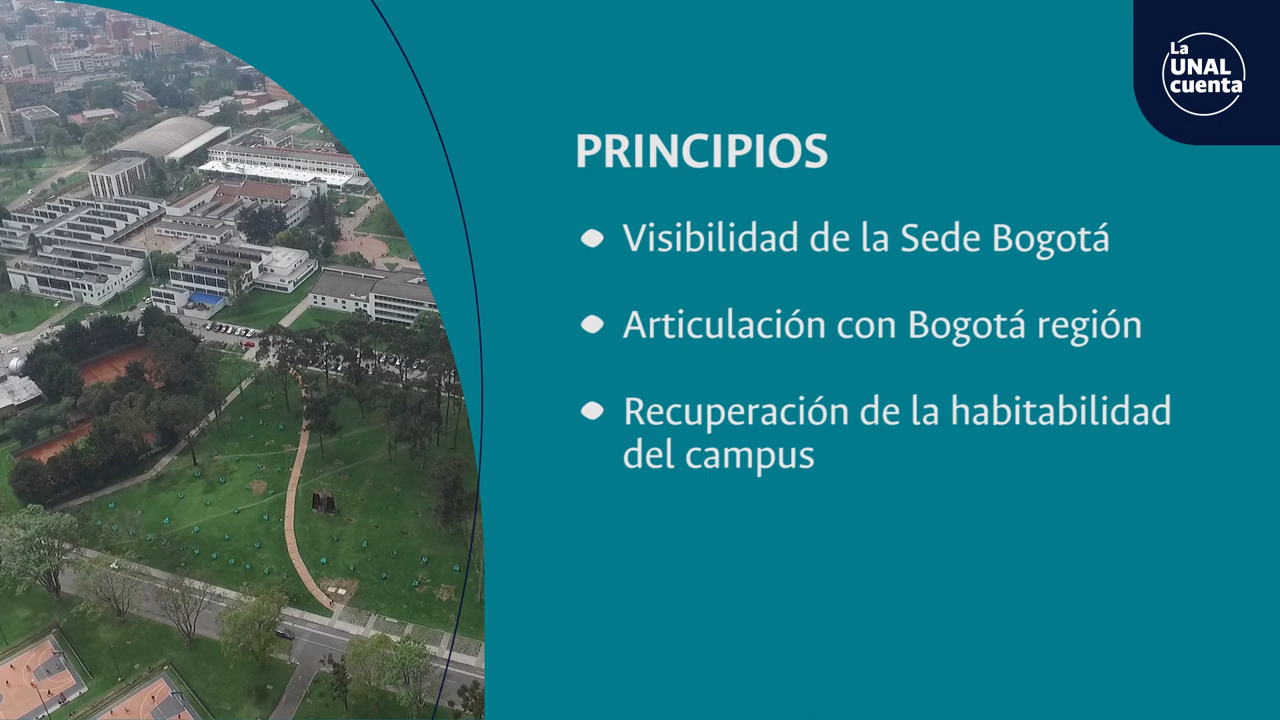 La
UNAL
cuenta
PRINCIPIOS
Visibilidad de la Sede Bogotá
Articulación con Bogotá región
Recuperación de la habitabilidad
del campus